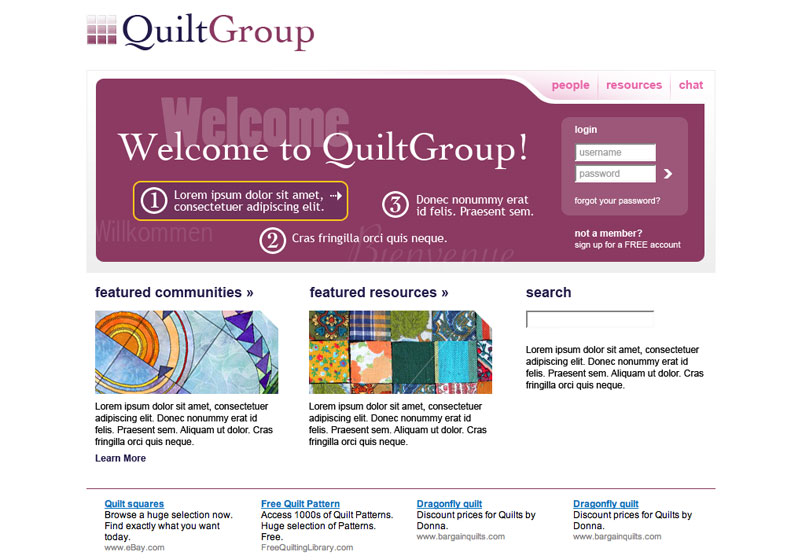 QuiltGroup
people
resources
chat
Welcome
Welcome to QuiltGroup!
login
username
password
forgot your password?
not a member?
sign up for a FREE account
1 Lorem ipsum dolor sit amet,
consectetuer adipiscing elit.
3 Donec nonummy erat
id felis. Praesent sem.
2 Cras fringilla orci quis neque.
Willkommen
Bienvenue
featured communities »
Lorem ipsum dolor sit amet, consectetuer
adipiscing elit. Donec nonummy erat id
felis. Praesent sem. Aliquam ut dolor. Cras
fringilla orci quis neque.
Learn More
featured resources »
Lorem ipsum dolor sit amet, consectetuer
adipiscing elit. Donec nonummy erat id
felis. Praesent sem. Aliquam ut dolor. Cras
fringilla orci quis neque.
search
Lorem ipsum dolor sit amet, consectetuer
adipiscing elit. Donec nonummy erat id
felis. Praesent sem. Aliquam ut dolor. Cras
fringilla orci quis neque.
Quilt squares
Browse a huge selection now.
Find exactly what you want
today.
www.eBay.com
Free Quilt Pattern
Access 1000s of Quilt Patterns.
Huge selection of Patterns.
Free.
FreeQuiltingLibrary.com
Dragonfly quilt
Discount prices for Quilts by
Donna.
www.bargainquilts.com
Dragonfly quilt
Discount prices for Quilts by
Donna.
www.bargainquilts.com